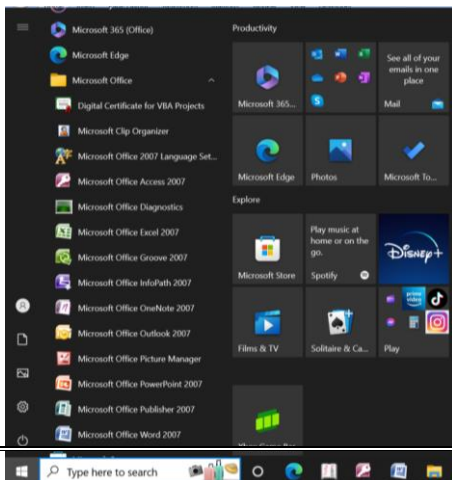 Microsoft 365 (Office)
Microsoft Edge
Microsoft Office
Digital Certificate for VBA Projects
Microsoft Clip Organizer
Microsoft Office 2007 Language Set...
Microsoft Office Access 2007
Microsoft Office Diagnostics
Microsoft Office Excel 2007
Microsoft Office Groove 2007
Microsoft Office InfoPath 2007
Microsoft Office OneNote 2007
Microsoft Office Outlook 2007
Microsoft Office Picture Manager
Microsoft Office PowerPoint 2007
Microsoft Office Publisher 2007
Microsoft Office Word 2007
Productivity
Microsoft 365...
See all of your
emails in one
place
Mail
Microsoft Edge
Photos
Microsoft To...
Explore
Microsoft Store
Play music at
home or on the
go.
Spotify
Disney+
Films & TV
Solitaire & Ca...
prime
video
Play
Type here to search